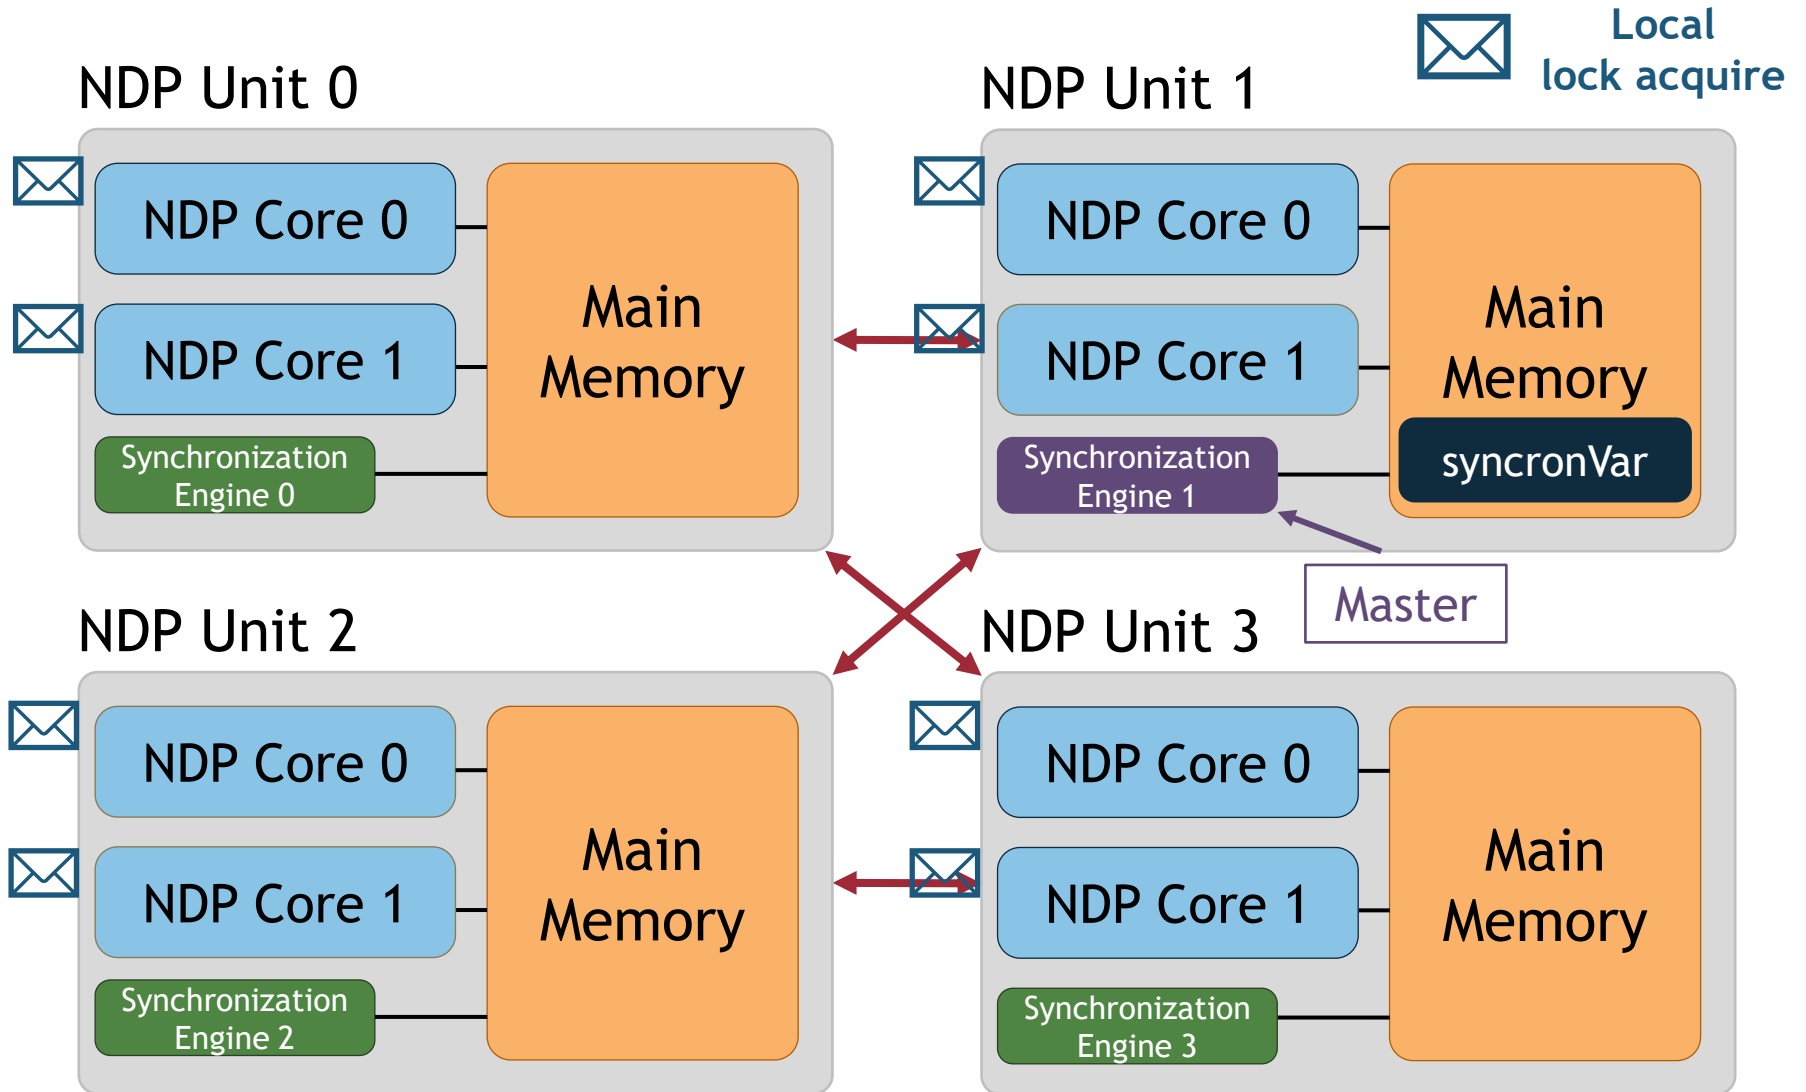 Local
lock acquire
NDP Unit 0
NDP Core 0
NDP Core 1
Synchronization
Engine 0
Main
Memory
NDP Unit 1
NDP Core 0
NDP Core 1
Synchronization
Engine 1
Main
Memory
syncronVar
Master
NDP Unit 2
NDP Core 0
NDP Core 1
Synchronization
Engine 2
Main
Memory
NDP Unit 3
NDP Core 0
NDP Core 1
Synchronization
Engine 3
Main
Memory